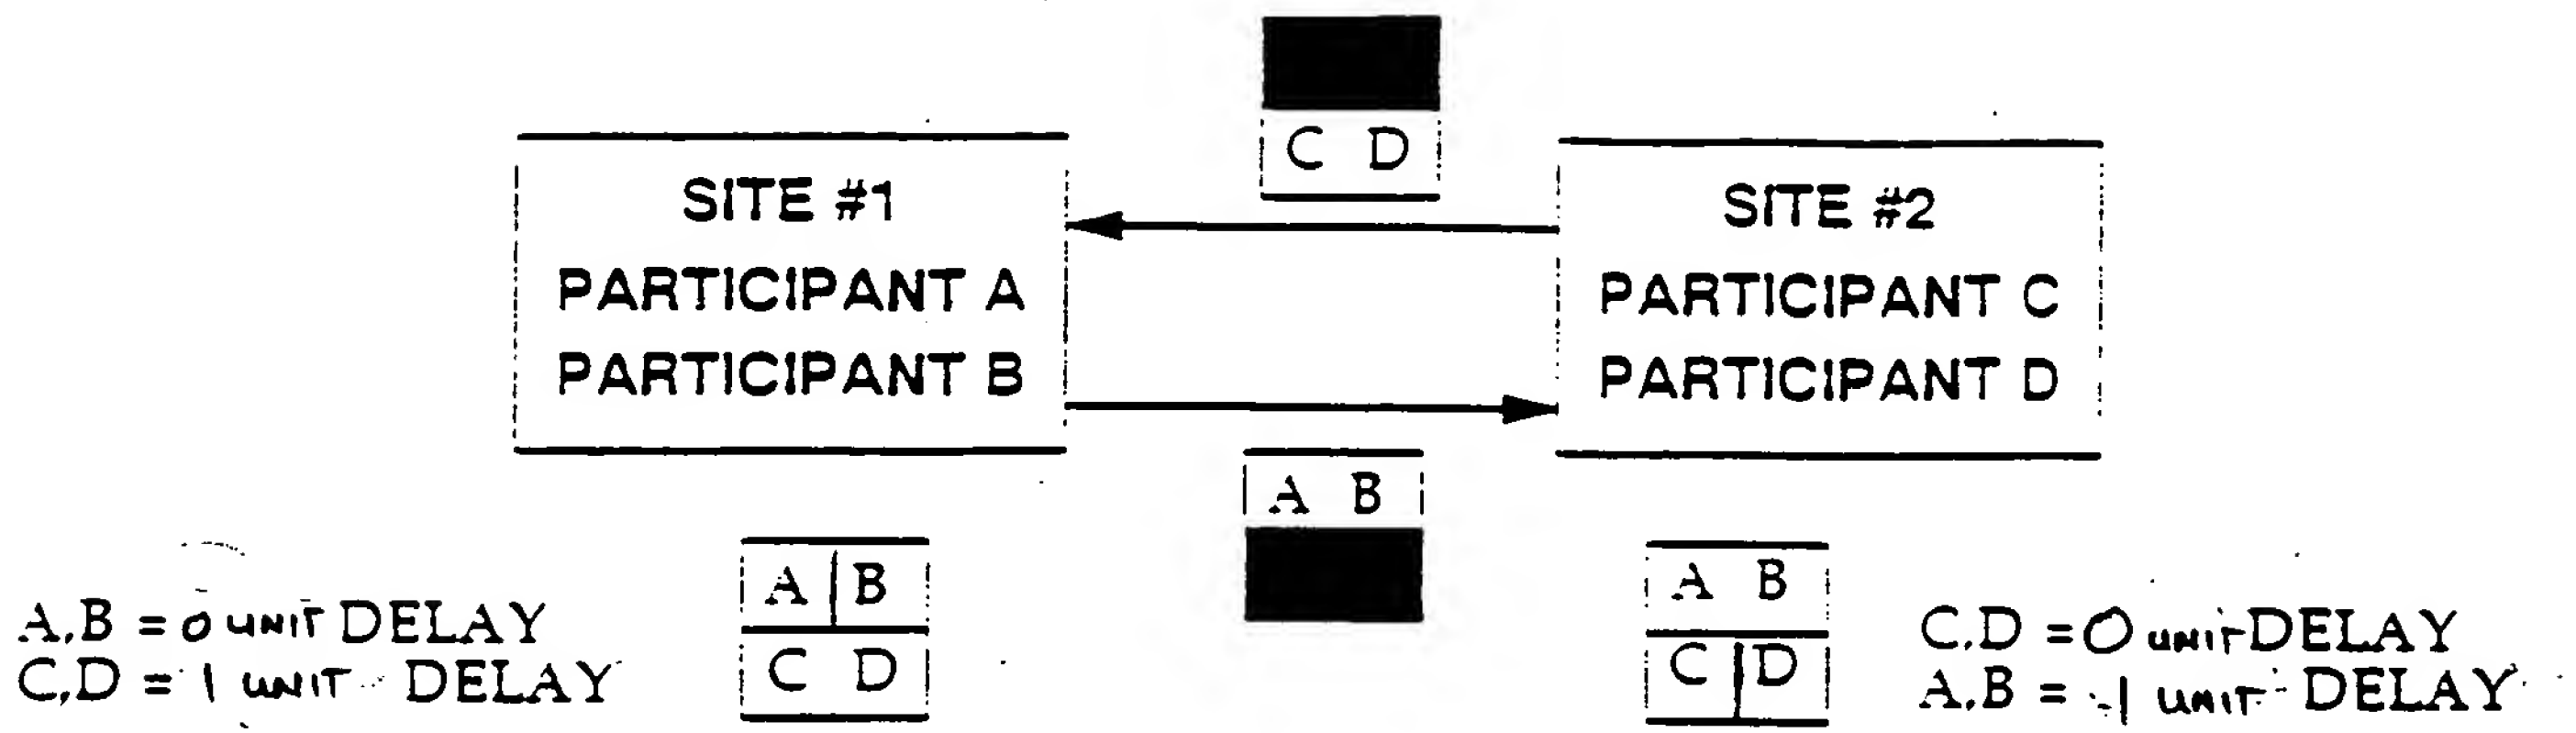 C D
SITE #1
PARTICIPANT A
PARTICIPANT B
SITE #2
PARTICIPANT C
PARTICIPANT D
A B
A B
C D
A B
C D
A,B = 0 UNIT DELAY
C,D = 1 UNIT DELAY
C,D = 0 UNIT DELAY
A,B = 1 UNIT DELAY